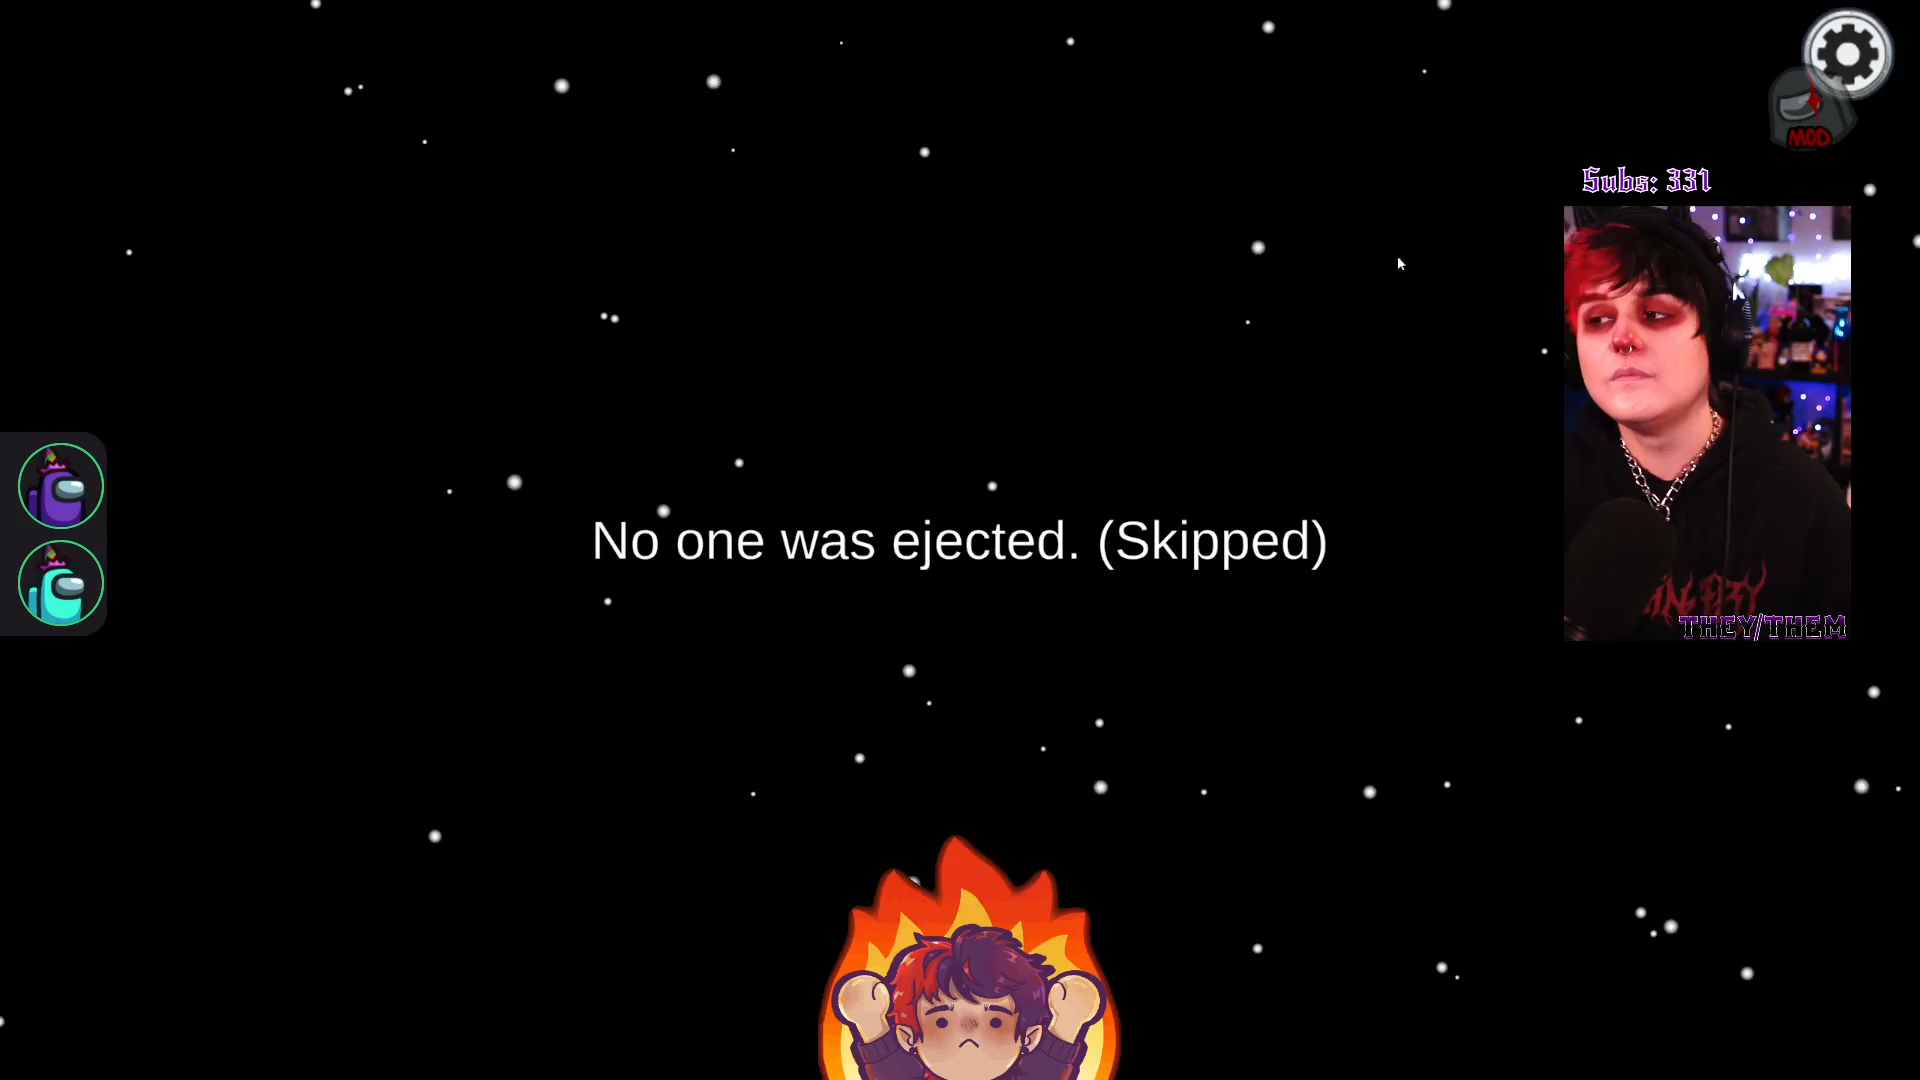 MOD
Subs: 331
No one was ejected. (Skipped)
THEY/THEM